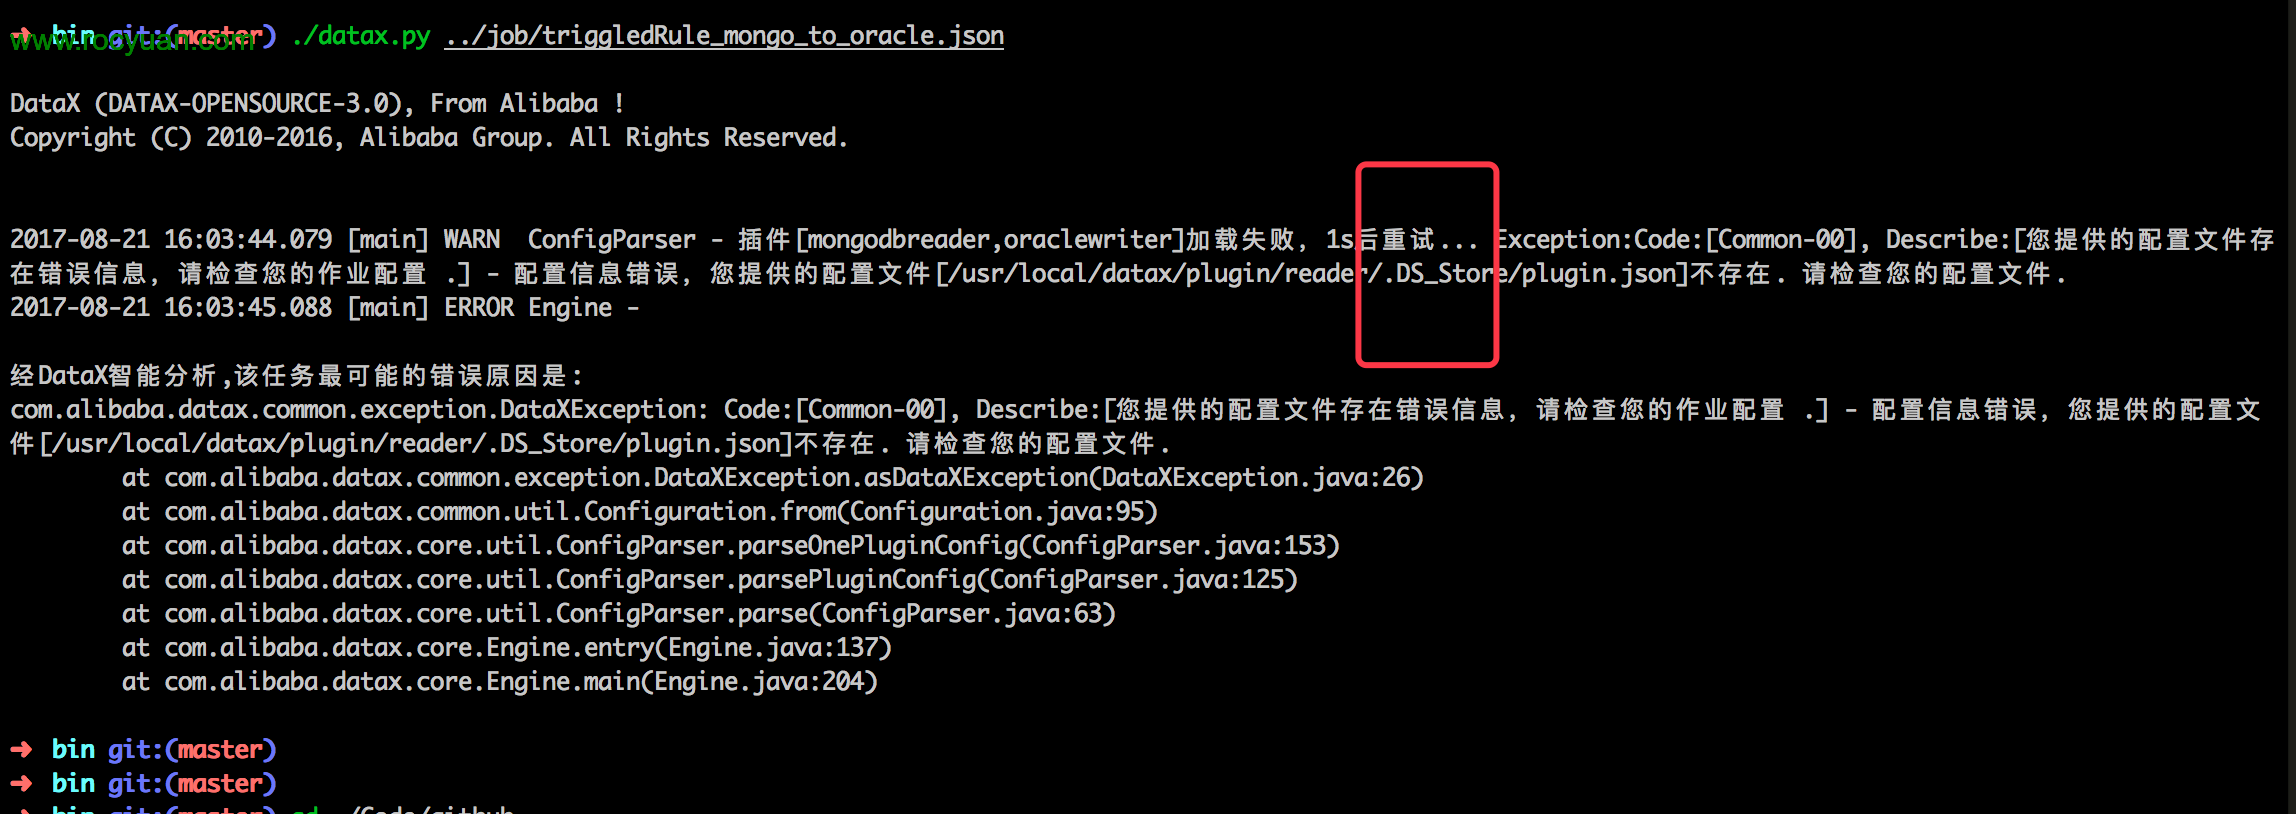 ➜ bin git:(master) ./datax.py ../job/triggledRule_mongo_to_oracle.json
www.rosyuan.com
DataX (DATAX-OPENSOURCE-3.0), From Alibaba !
Copyright (C) 2010-2016, Alibaba Group. All Rights Reserved.
2017-08-21 16:03:44.079 [main] WARN  ConfigParser - 插件[mongodbreader,oraclewriter]加载失败, 1s后重试... Exception:Code:[Common-00], Describe:[您提供的配置文件存
在错误信息, 请检查您的作业配置 .] - 配置信息错误, 您提供的配置文件[/usr/local/datax/plugin/reader/.DS_Store/plugin.json]不存在. 请检查您的配置文件.
2017-08-21 16:03:45.088 [main] ERROR Engine -
经DataX智能分析,该任务最可能的错误原因是:
com.alibaba.datax.common.exception.DataXException: Code:[Common-00], Describe:[您提供的配置文件存在错误信息, 请检查您的作业配置 .] - 配置信息错误, 您提供的配置文
件[/usr/local/datax/plugin/reader/.DS_Store/plugin.json]不存在. 请检查您的配置文件.
at com.alibaba.datax.common.exception.DataXException.asDataXException(DataXException.java:26)
at com.alibaba.datax.common.util.Configuration.from(Configuration.java:95)
at com.alibaba.datax.core.util.ConfigParser.parseOnePluginConfig(ConfigParser.java:153)
at com.alibaba.datax.core.util.ConfigParser.parsePluginConfig(ConfigParser.java:125)
at com.alibaba.datax.core.util.ConfigParser.parse(ConfigParser.java:63)
at com.alibaba.datax.core.Engine.entry(Engine.java:137)
at com.alibaba.datax.core.Engine.main(Engine.java:204)
➜ bin git:(master)
➜ bin git:(master)
➜ bin git:(master) cd